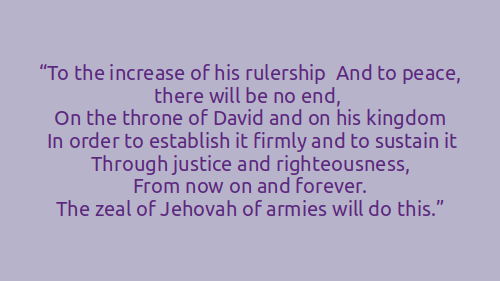 “To the increase of his rulership  And to peace,
there will be no end,
On the throne of David and on his kingdom
In order to establish it firmly and to sustain it
Through justice and righteousness,
From now on and forever.
The zeal of Jehovah of armies will do this.”